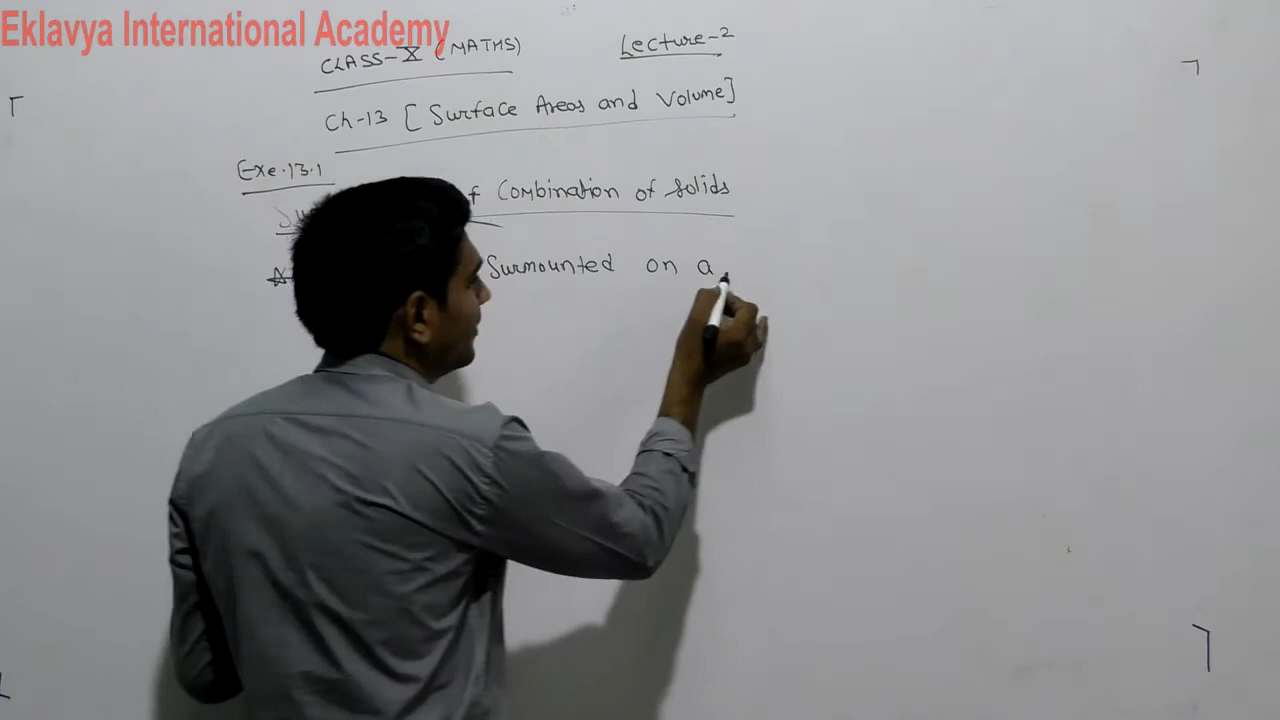 Eklavya International Academy
CLASS-X (MATHS) Lecture-2
Ch-13 [Surface Areas and Volume]
Exe.13.1
Combination of Solids
Surmounted on a